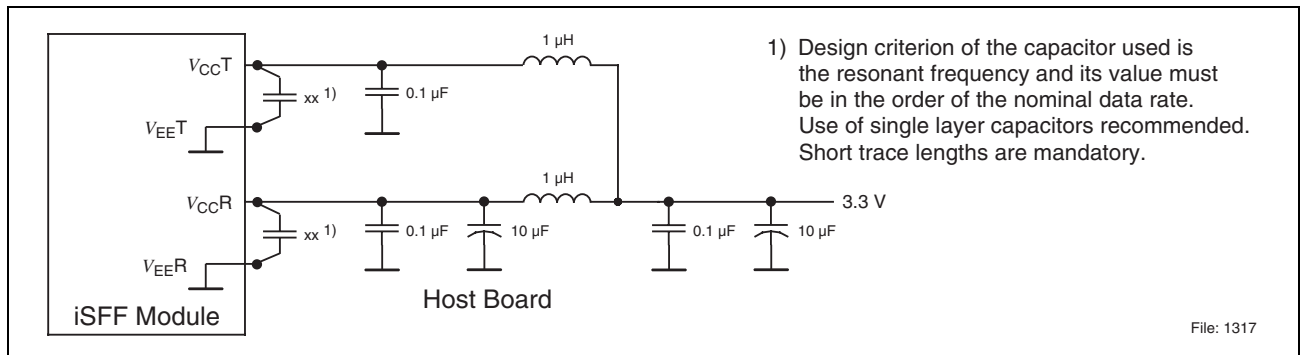 1 µH
VCCT
xx 1)
0.1 µF
VEET
1) Design criterion of the capacitor used is
the resonant frequency and its value must
be in the order of the nominal data rate.
Use of single layer capacitors recommended.
Short trace lengths are mandatory.
1 µH
VCCR
3.3 V
xx 1)
0.1 µF
10 µF
0.1 µF
10 µF
VEER
Host Board
iSFF Module
File: 1317